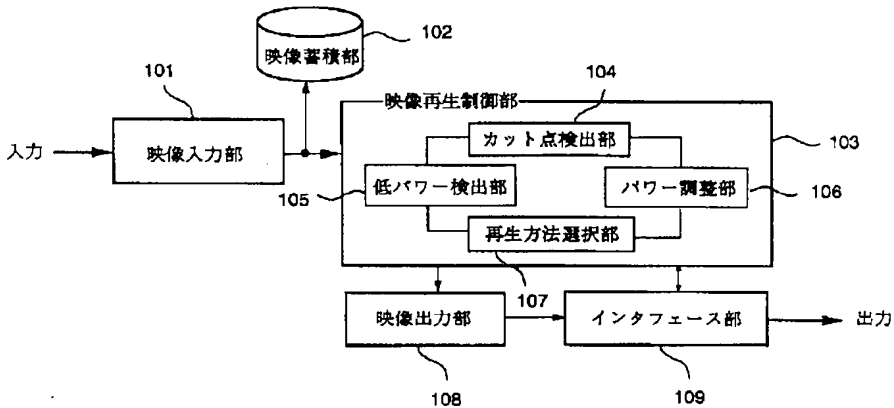 102
映像蓄積部
101
104
映像再生制御部
カット点検出部
103
入力
映像入力部
低パワー検出部
パワー調整部
105
106
再生方法選択部
107
映像出力部
インタフェース部
出力
108
109